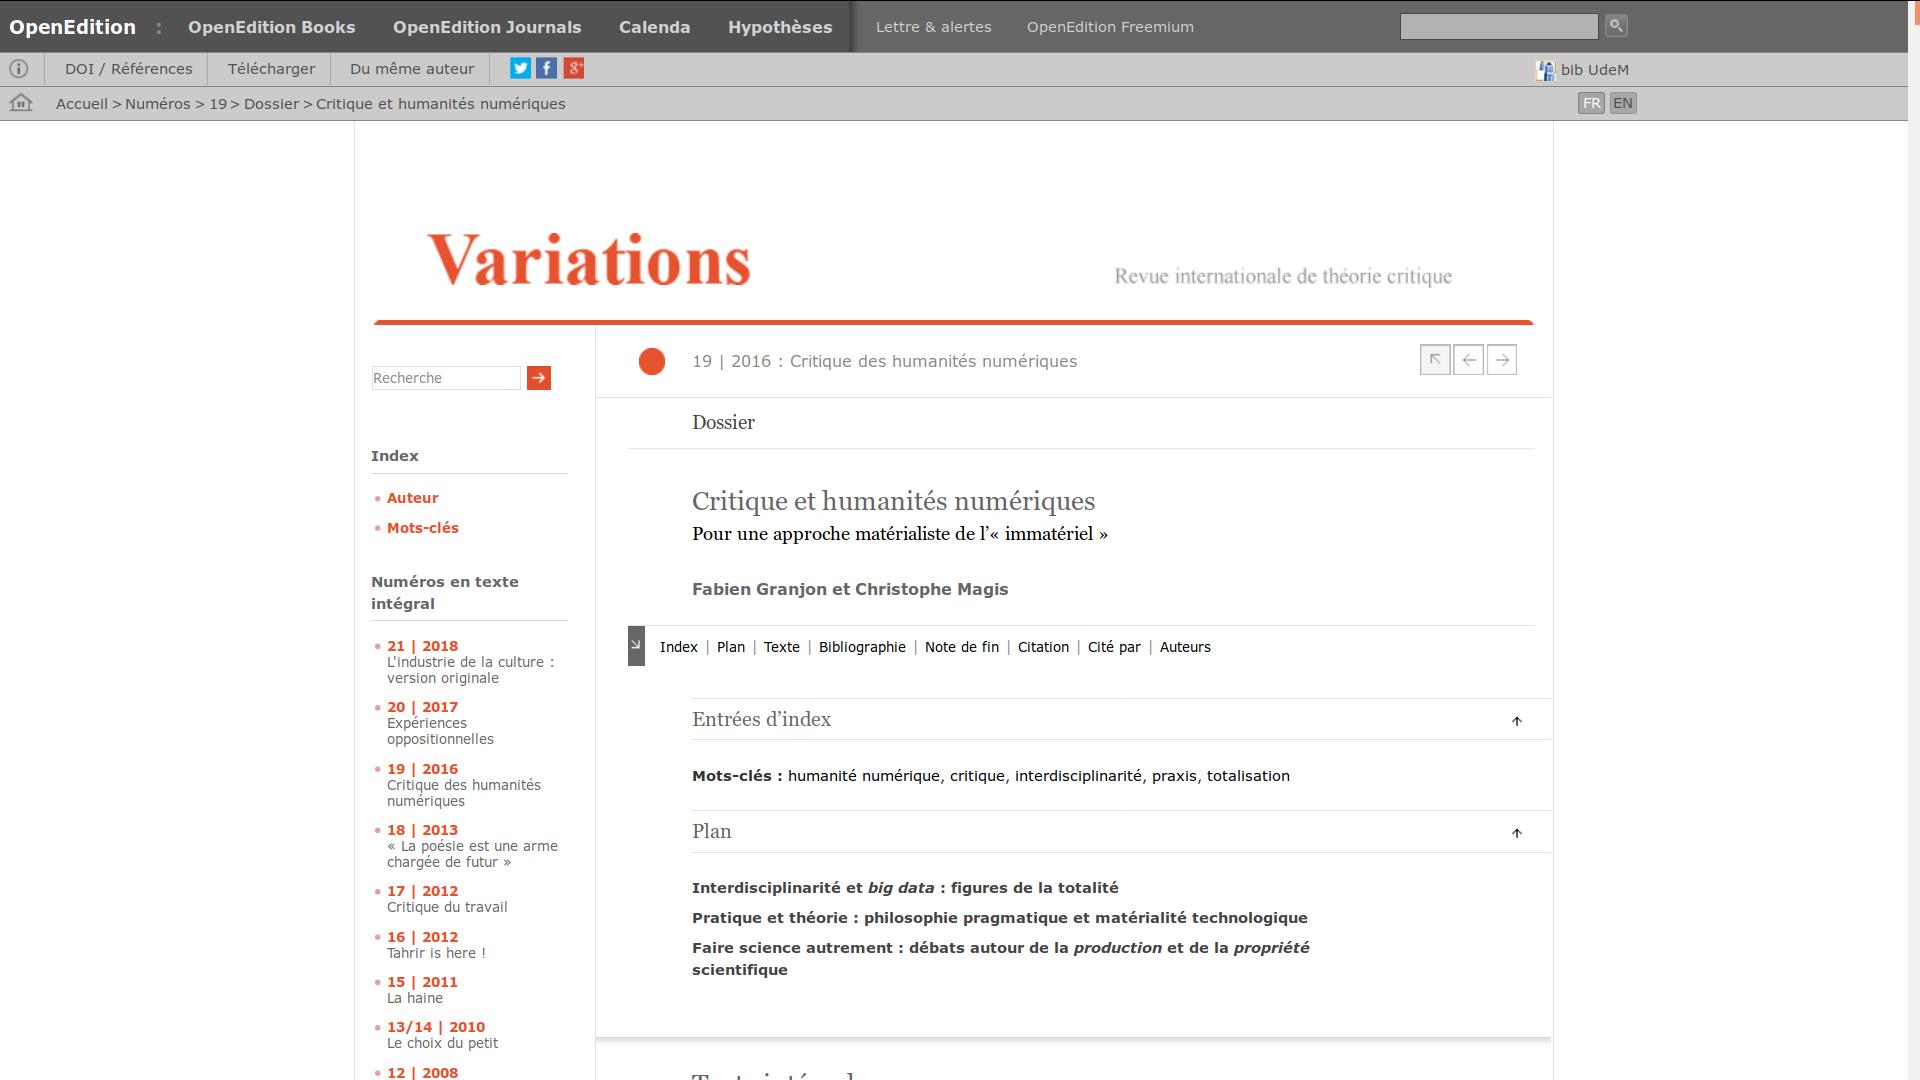 OpenEdition : OpenEdition Books OpenEdition Journals Calenda Hypothèses Lettre & alertes OpenEdition Freemium
DOI / Références Télécharger Du même auteur bib UdeM
Accueil > Numéros > 19 > Dossier > Critique et humanités numériques FR EN
Variations
Revue internationale de théorie critique
Recherche
Index
Auteur
Mots-clés
Numéros en texte
intégral
21 | 2018
L'industrie de la culture :
version originale
20 | 2017
Expériences
oppositionnelles
19 | 2016
Critique des humanités
numériques
18 | 2013
« La poésie est une arme
chargée de futur »
17 | 2012
Critique du travail
16 | 2012
Tahrir is here !
15 | 2011
La haine
13/14 | 2010
Le choix du petit
12 | 2008
19 | 2016 : Critique des humanités numériques
Dossier
Critique et humanités numériques
Pour une approche matérialiste de l’« immatériel »
Fabien Granjon et Christophe Magis
Index | Plan | Texte | Bibliographie | Note de fin | Citation | Cité par | Auteurs
Entrées d’index
Mots-clés : humanité numérique, critique, interdisciplinarité, praxis, totalisation
Plan
Interdisciplinarité et big data : figures de la totalité
Pratique et théorie : philosophie pragmatique et matérialité technologique
Faire science autrement : débats autour de la production et de la propriété
scientifique